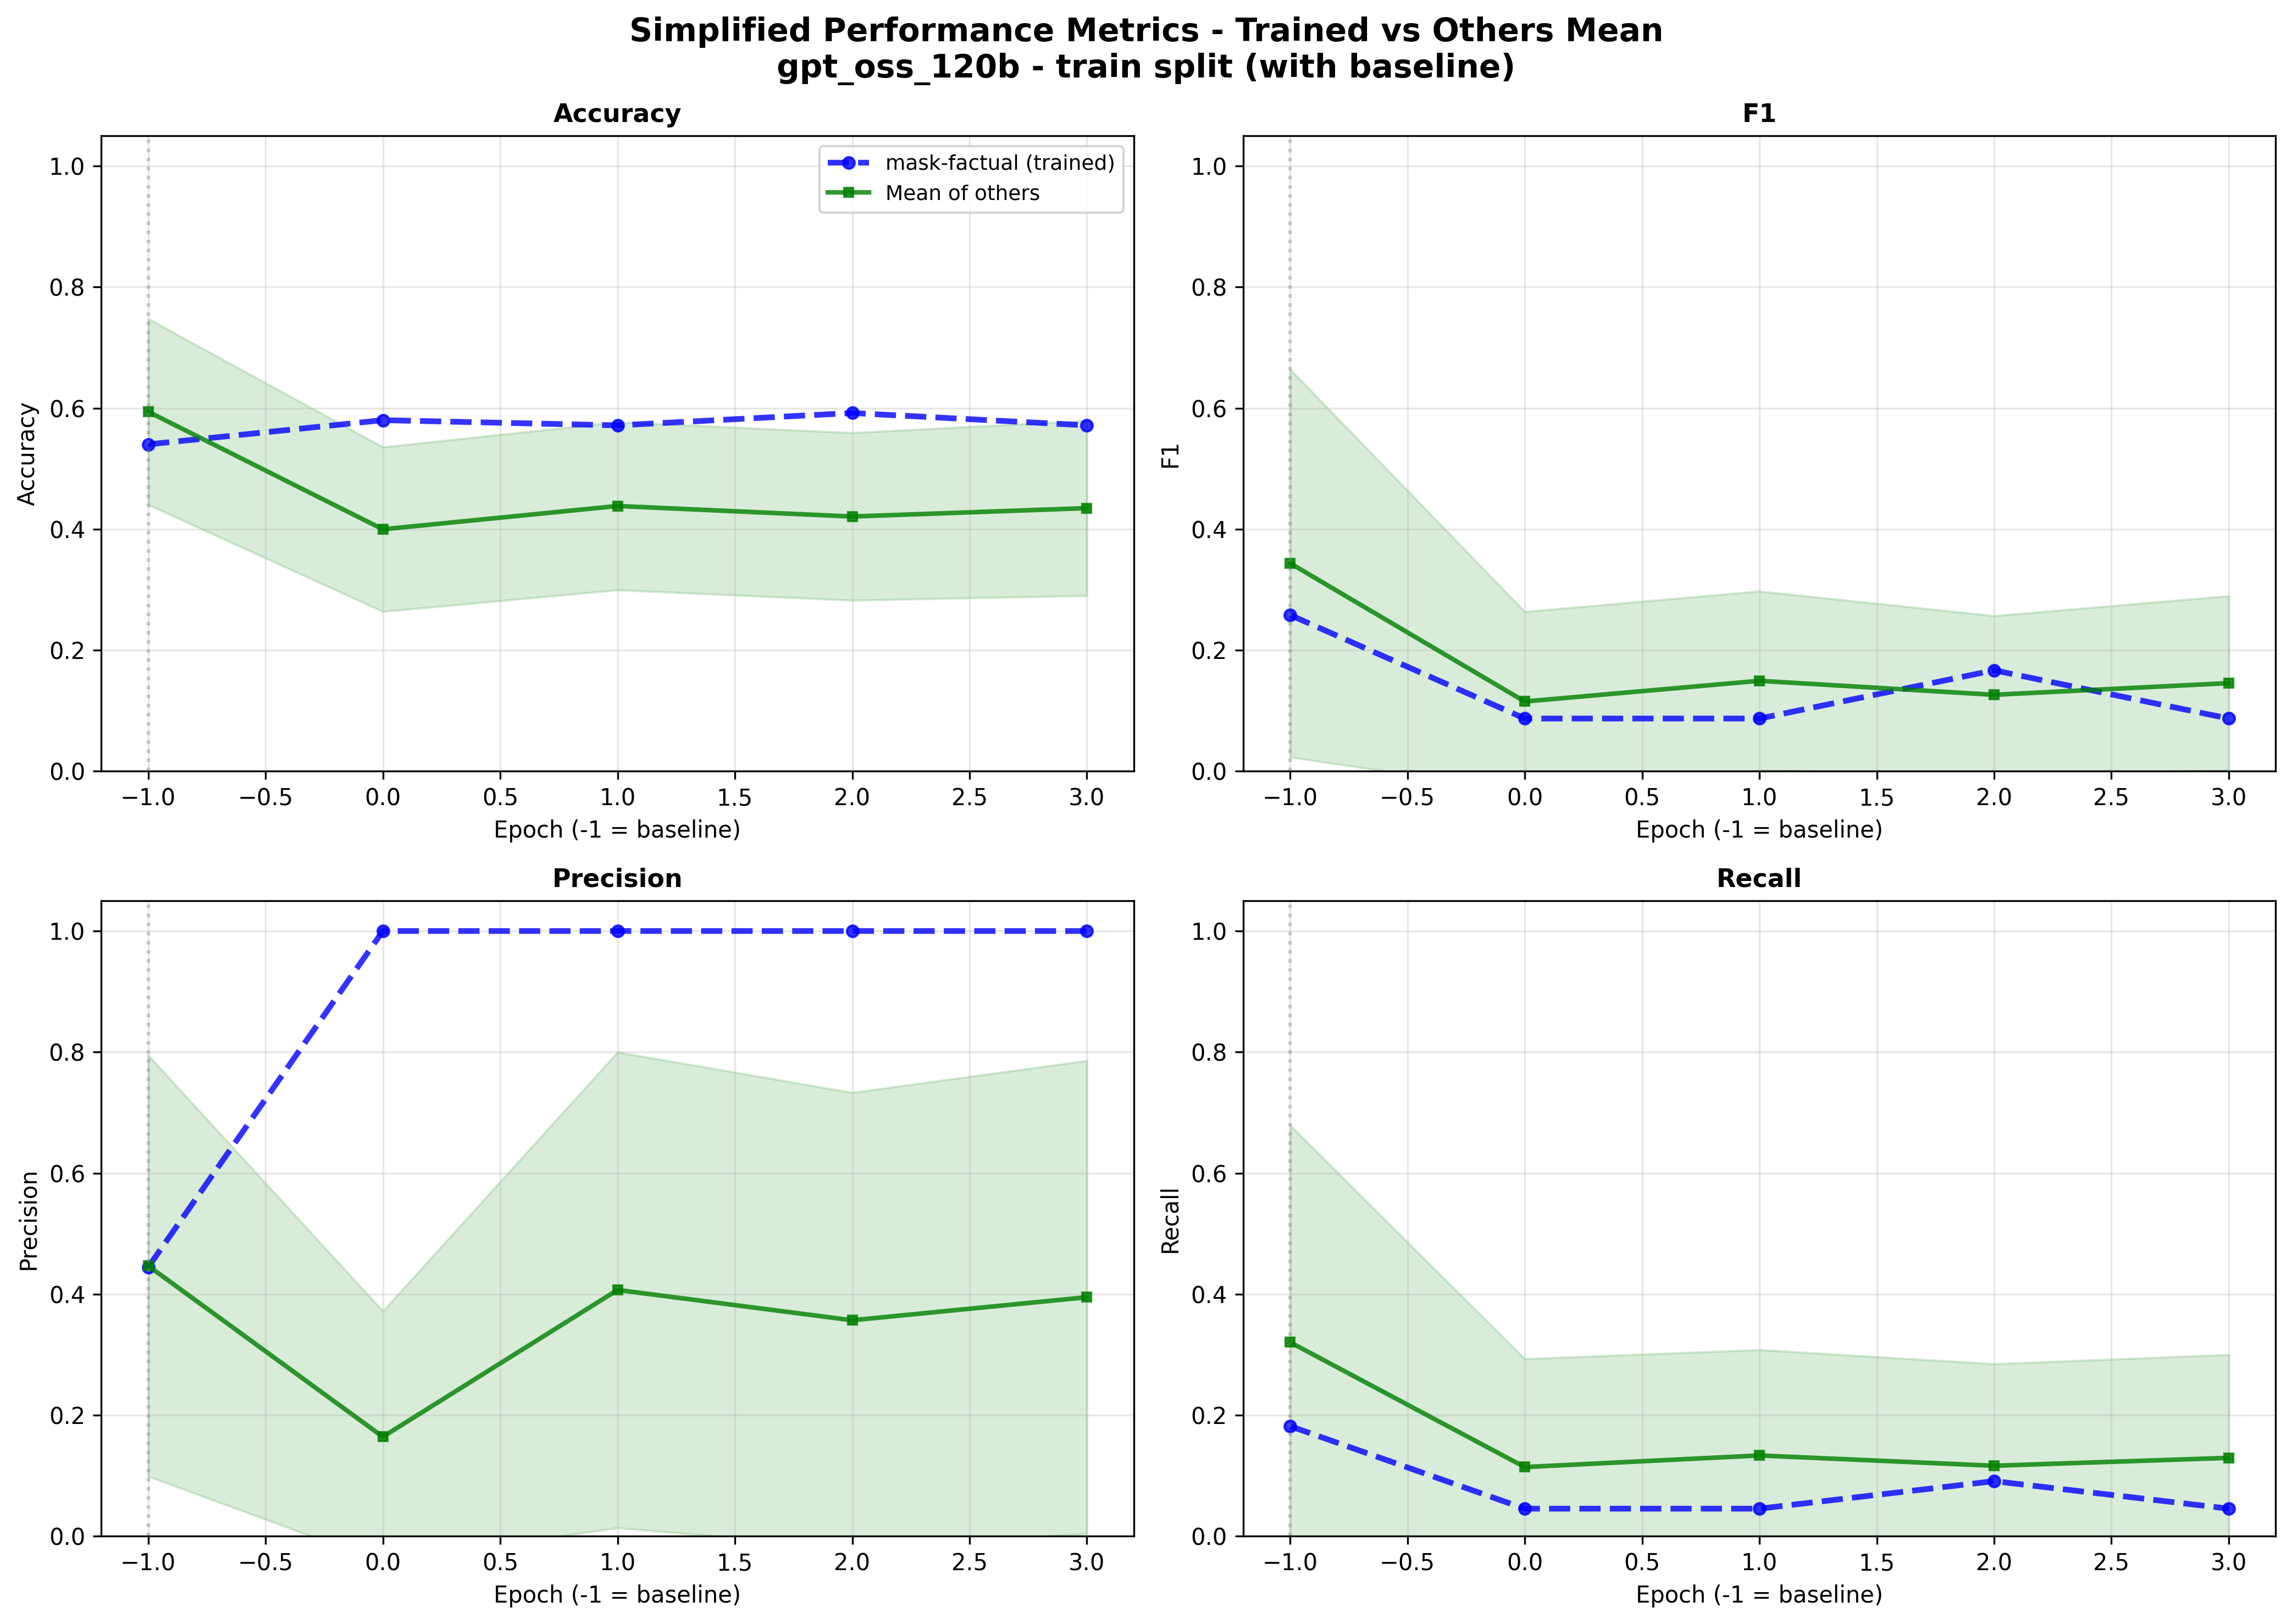 Simplified Performance Metrics - Trained vs Others Mean
gpt_oss_120b - train split (with baseline)
Accuracy
mask-factual (trained)
Mean of others
Accuracy
1.0
0.8
0.6
0.4
0.2
0.0
−1.0 −0.5 0.0 0.5 1.0 1.5 2.0 2.5 3.0
Epoch (-1 = baseline)
F1
F1
1.0
0.8
0.6
0.4
0.2
0.0
−1.0 −0.5 0.0 0.5 1.0 1.5 2.0 2.5 3.0
Epoch (-1 = baseline)
Precision
Precision
1.0
0.8
0.6
0.4
0.2
0.0
−1.0 −0.5 0.0 0.5 1.0 1.5 2.0 2.5 3.0
Epoch (-1 = baseline)
Recall
Recall
1.0
0.8
0.6
0.4
0.2
0.0
−1.0 −0.5 0.0 0.5 1.0 1.5 2.0 2.5 3.0
Epoch (-1 = baseline)